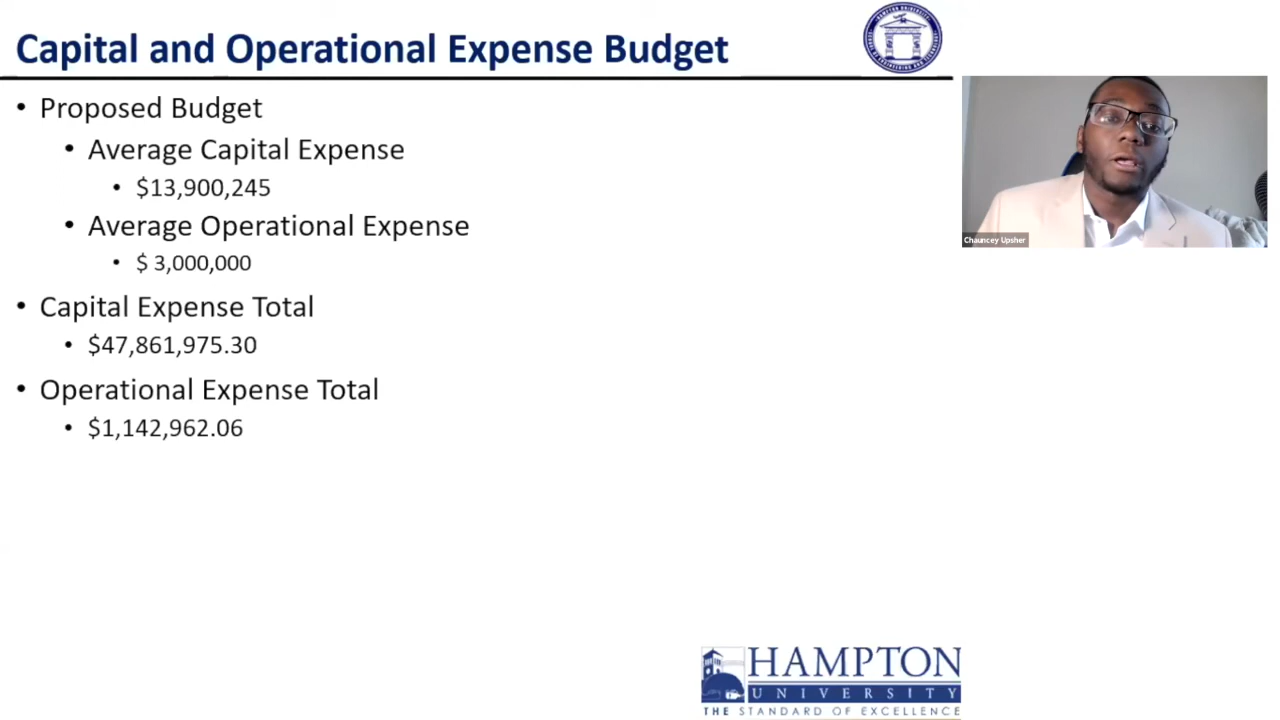 Capital and Operational Expense Budget
• Proposed Budget
• Average Capital Expense
• $13,900,245
• Average Operational Expense
• $ 3,000,000
• Capital Expense Total
• $47,861,975.30
• Operational Expense Total
• $1,142,962.06
Chauncey Upsher
HAMPTON
UNIVERSITY
THE STANDARD OF EXCELLENCE